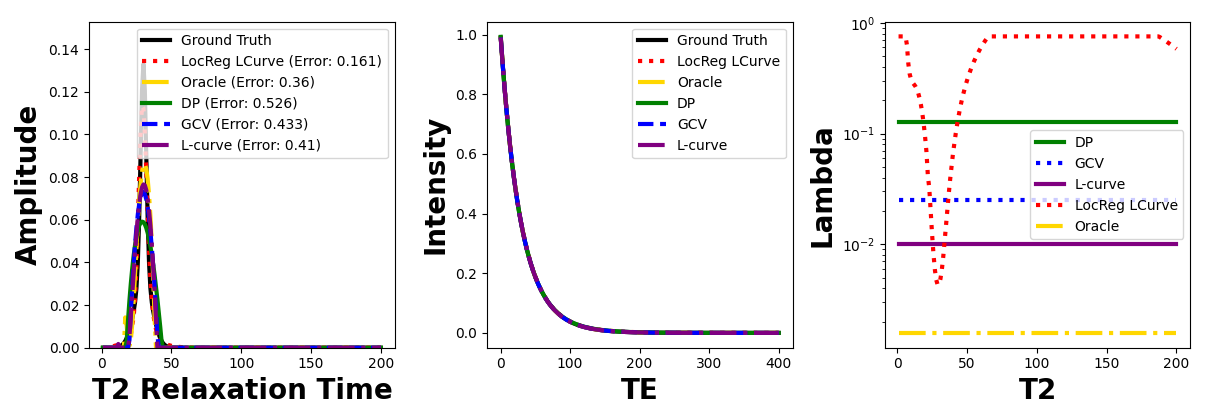 Amplitude
0.14
0.12
0.10
0.08
0.06
0.04
0.02
0.00
Ground Truth
LocReg LCurve (Error: 0.161)
Oracle (Error: 0.36)
DP (Error: 0.526)
GCV (Error: 0.433)
L-curve (Error: 0.41)
0 50 100 150 200
T2 Relaxation Time
Intensity
1.0
0.8
0.6
0.4
0.2
0.0
Ground Truth
LocReg LCurve
Oracle
DP
GCV
L-curve
0 100 200 300 400
TE
Lambda
10⁰
10⁻¹
10⁻²
DP
GCV
L-curve
LocReg LCurve
Oracle
0 50 100 150 200
T2